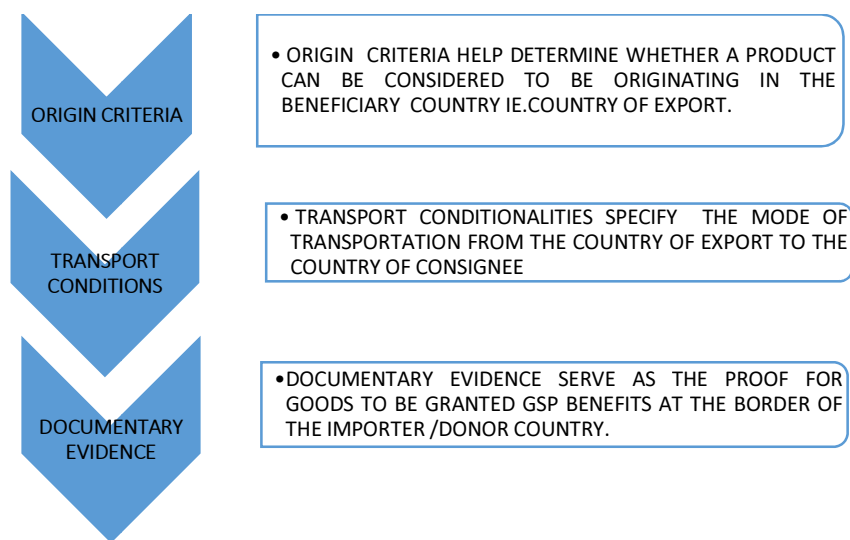 ORIGIN CRITERIA
• ORIGIN CRITERIA HELP DETERMINE WHETHER A PRODUCT
CAN BE CONSIDERED TO BE ORIGINATING IN THE
BENEFICIARY COUNTRY IE.COUNTRY OF EXPORT.
TRANSPORT
CONDITIONS
• TRANSPORT CONDITIONALITIES SPECIFY THE MODE OF
TRANSPORTATION FROM THE COUNTRY OF EXPORT TO THE
COUNTRY OF CONSIGNEE
DOCUMENTARY
EVIDENCE
•DOCUMENTARY EVIDENCE SERVE AS THE PROOF FOR
GOODS TO BE GRANTED GSP BENEFITS AT THE BORDER OF
THE IMPORTER /DONOR COUNTRY.